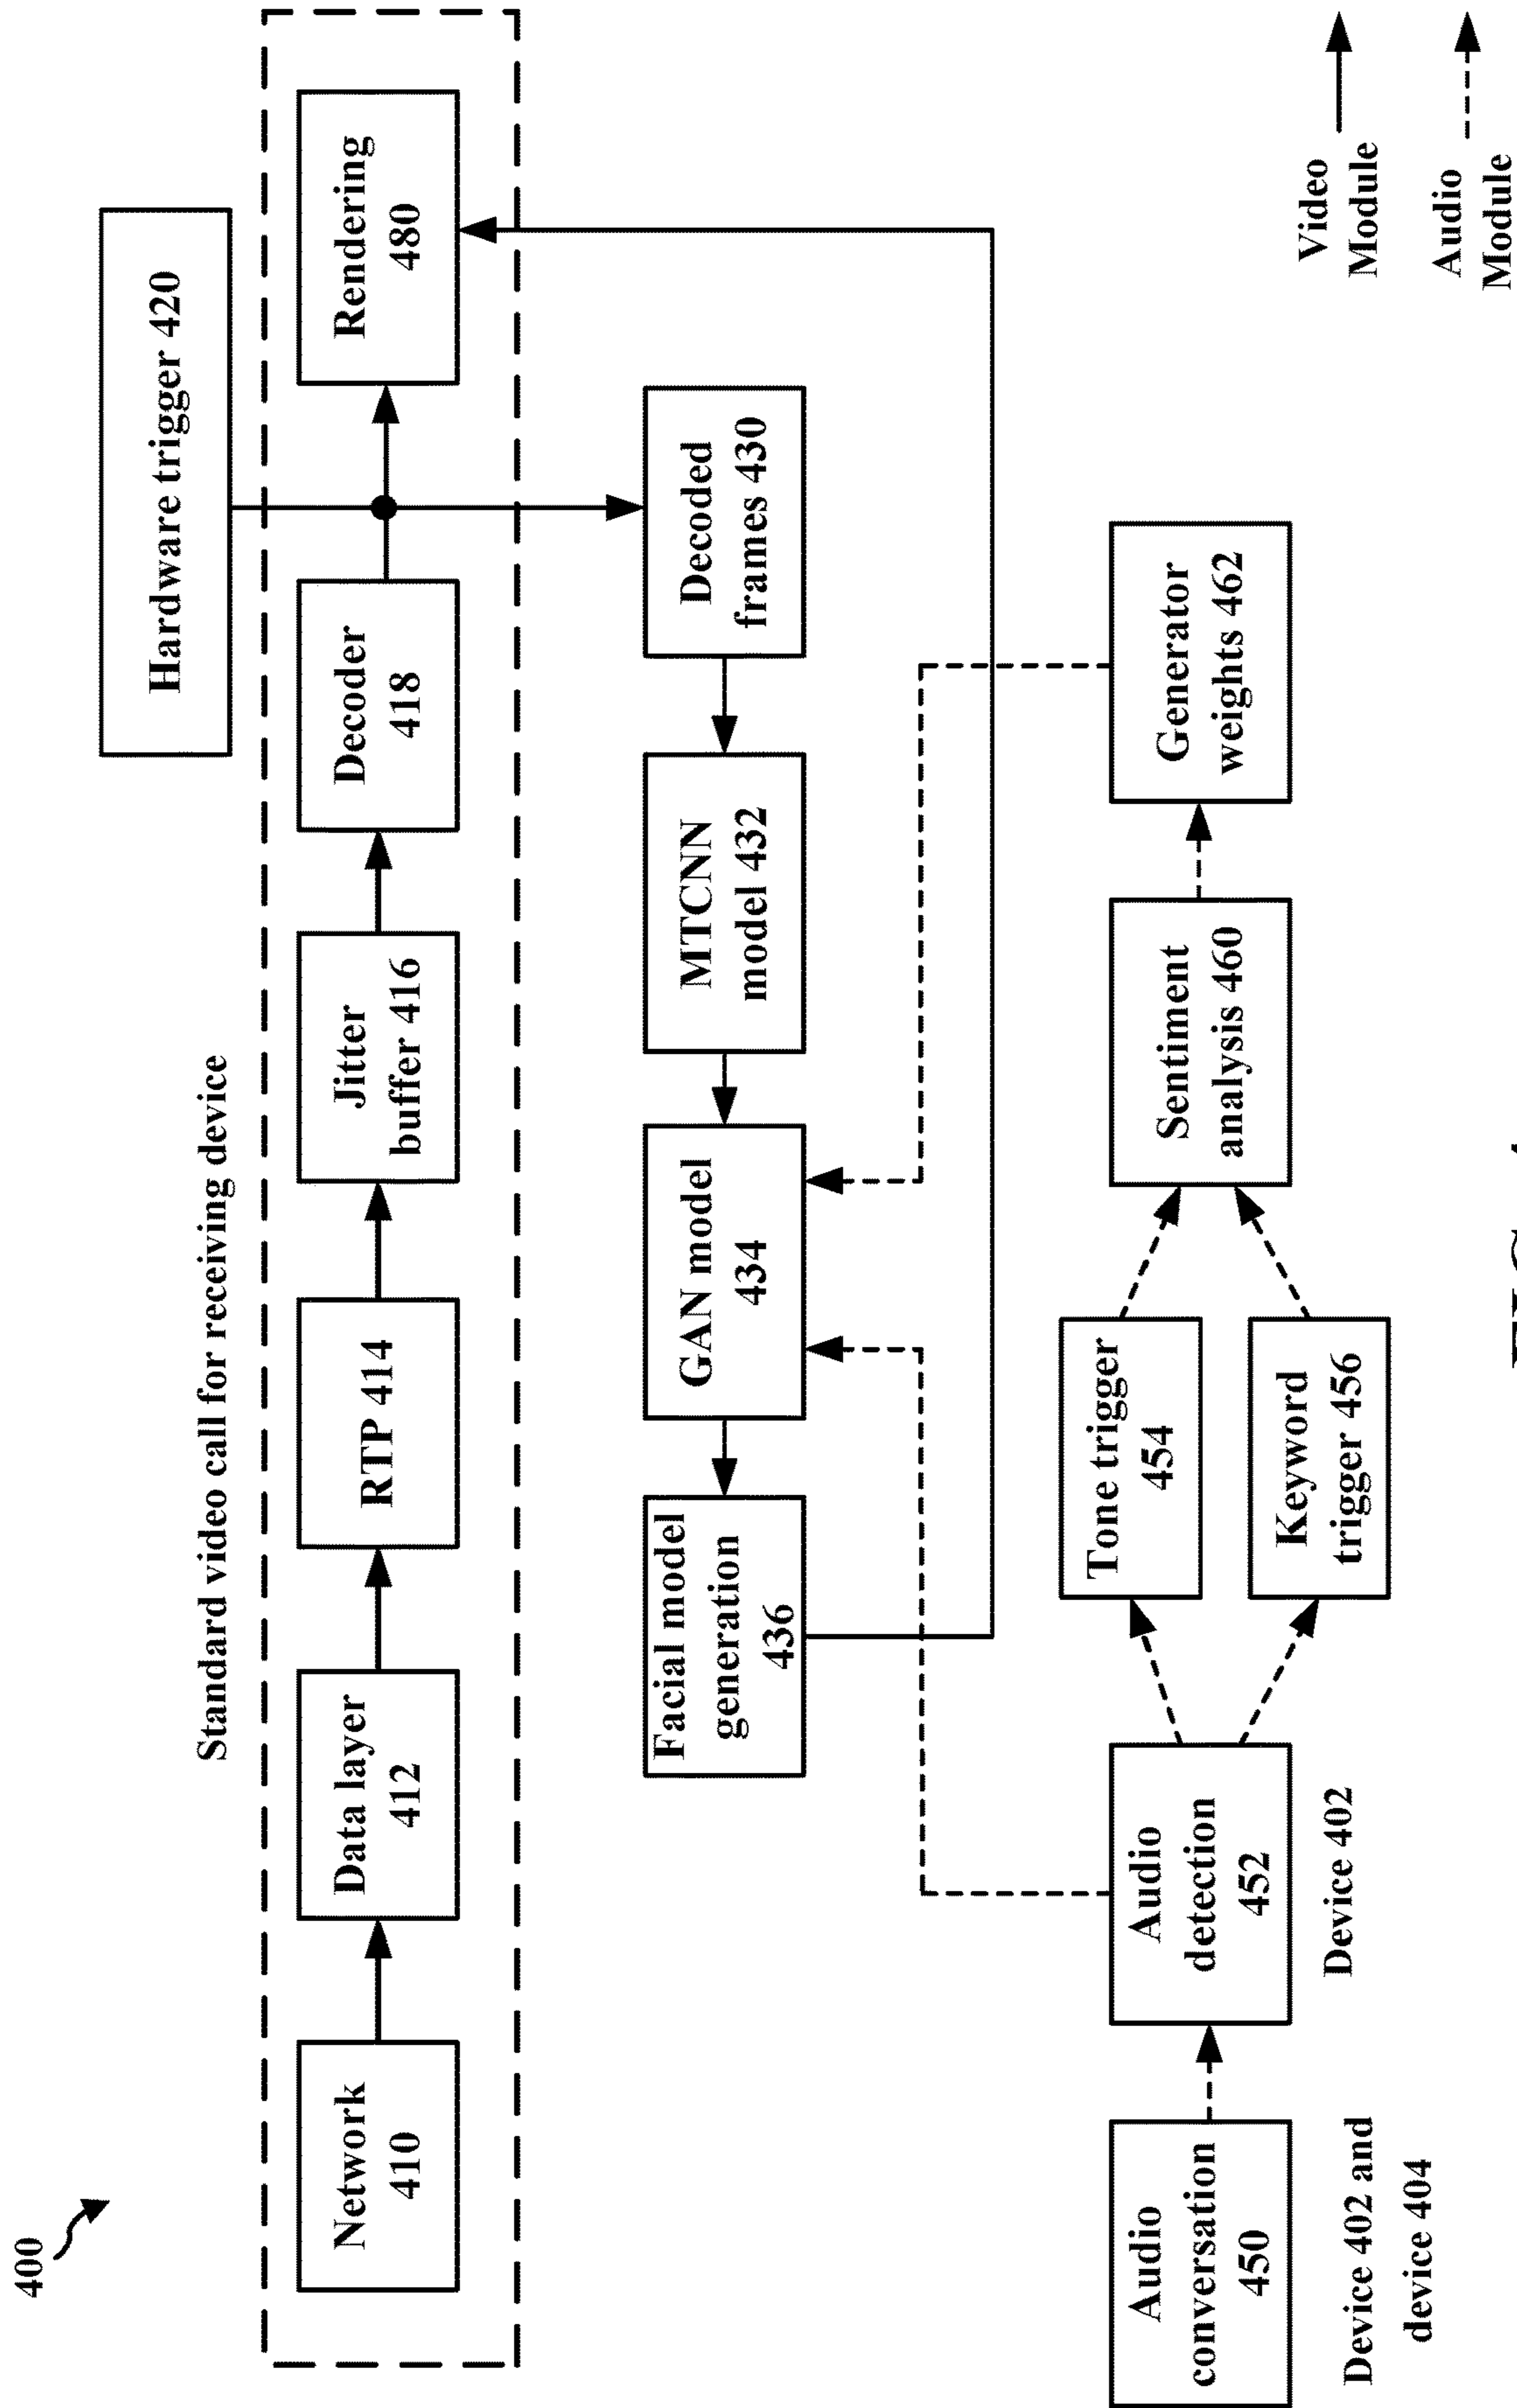 400
Standard video call for receiving device
Hardware trigger 420
Network
410
Data layer
412
RTP 414
Jitter
buffer 416
Decoder
418
Rendering
480
Facial model
generation
436
GAN model
434
MTCNN
model 432
Decoded
frames 430
Audio
conversation
450
Device 402 and
device 404
Audio
detection
452
Device 402
Tone trigger
454
Keyword
trigger 456
Sentiment
analysis 460
Generator
weights 462
Video
Module
Audio
Module